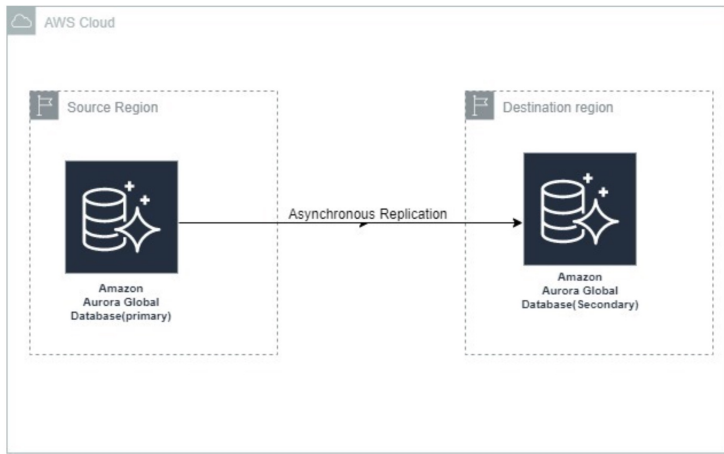 AWS Cloud
Source Region
Destination region
Asynchronous Replication
Amazon
Aurora Global
Database(primary)
Amazon
Aurora Global
Database(Secondary)